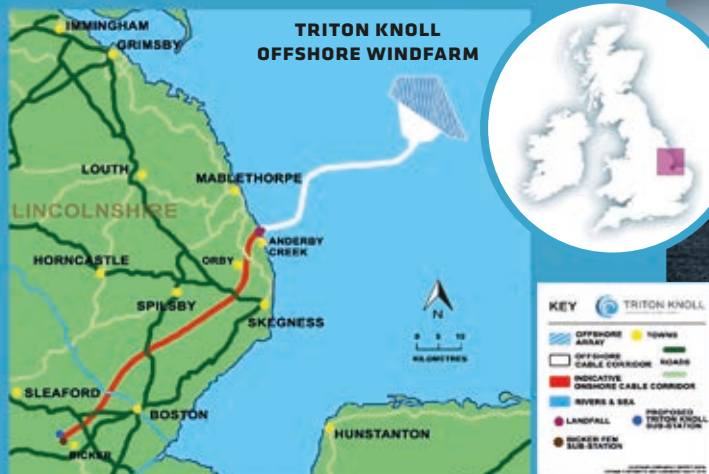 TRITON KNOLL
OFFSHORE WINDFARM
IMMINGHAM
GRIMSBY
LOUTH
MABLETHORPE
LINCOLNSHIRE
ANDERBY
CREEK
HORNCASTLE
ORBY
SPILSBY
SKEGNESS
N
0 5 10
KILOMETRES
SLEAFORD
BOSTON
BICKER
HUNSTANTON
KEY
TRITON KNOLL
OFFSHORE
ARRAY
TOWNS
OFFSHORE
CABLE CORRIDOR
ROADS
INDICATIVE
ONSHORE CABLE CORRIDOR
RIVERS & SEA
LANDFALL
PROPOSED
TRITON KNOLL
SUB-STATION
BICKER FEN
SUB-STATION